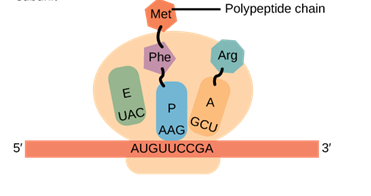 Met
Polypeptide chain
Phe
Arg
E
P
A
UAC
AAG
GCU
5′
AUGUUCCGA
3′